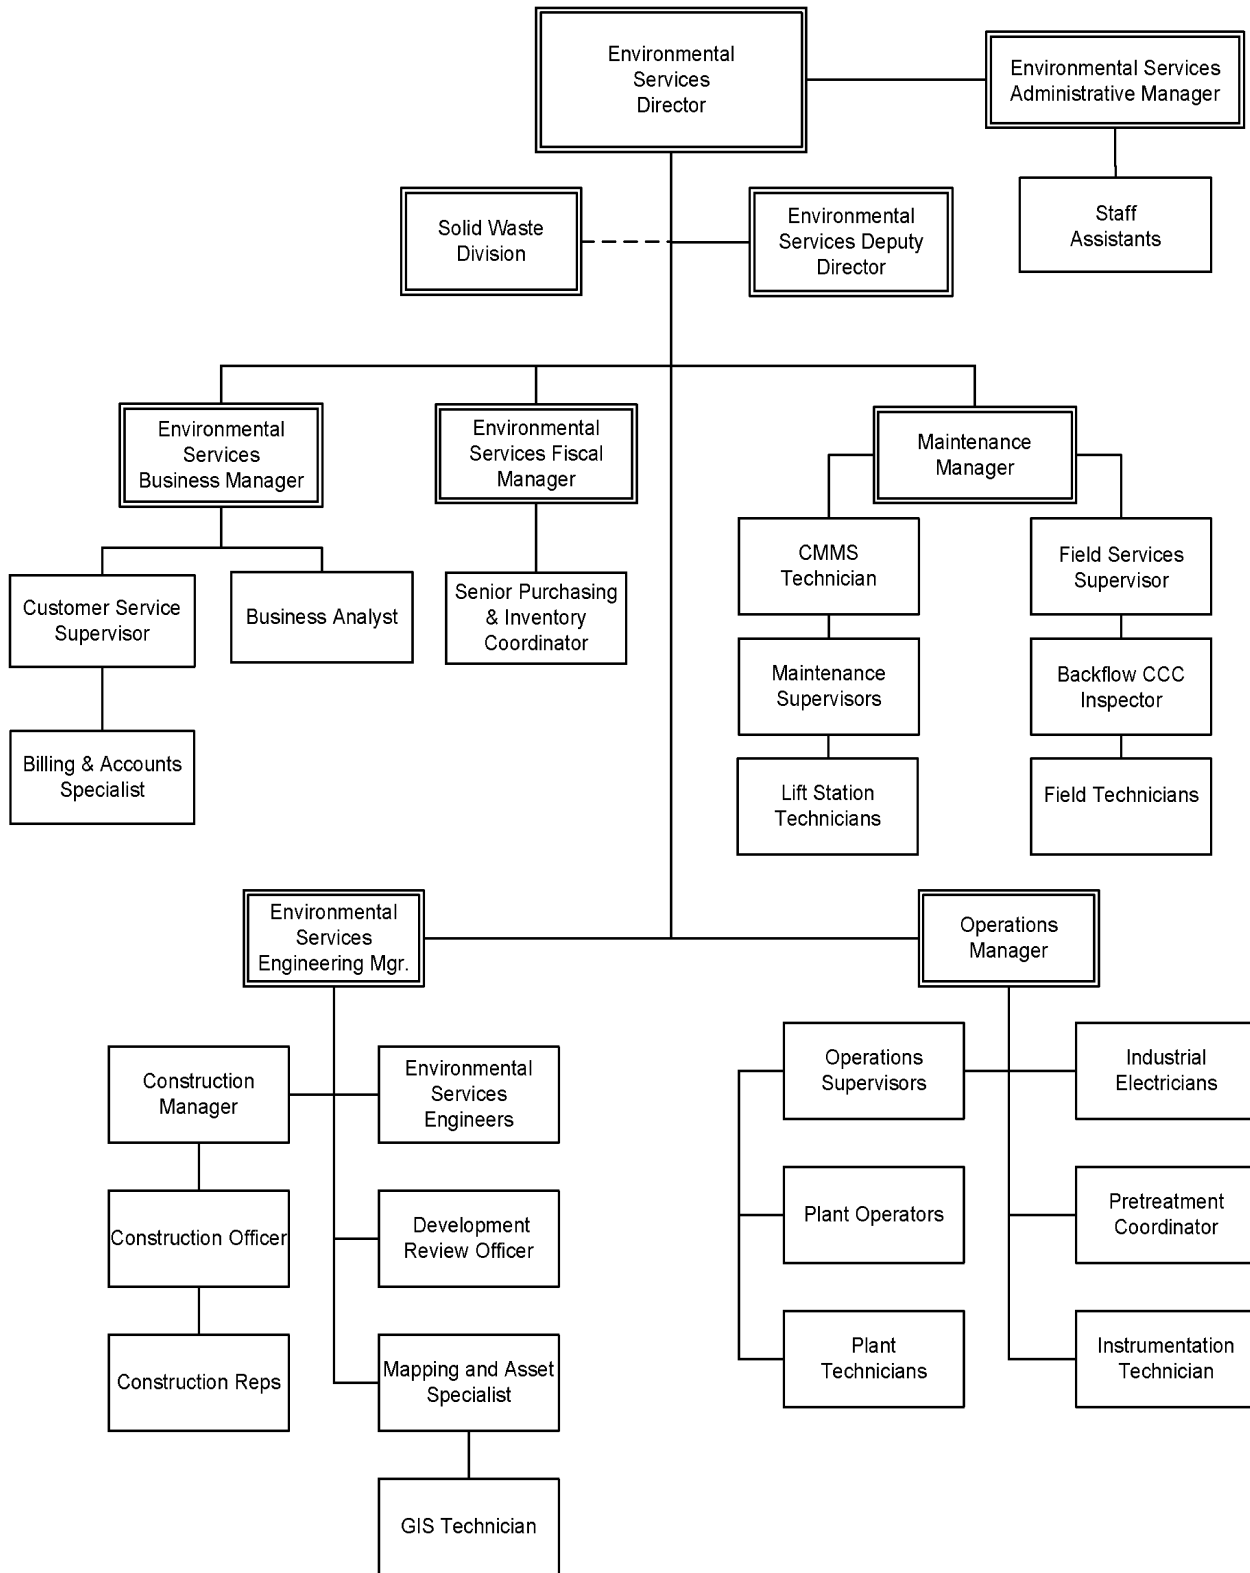 Environmental
Services
Director
Environmental Services
Administrative Manager
Staff
Assistants
Solid Waste
Division
Environmental
Services Deputy
Director
Environmental
Services
Business Manager
Environmental
Services Fiscal
Manager
Maintenance
Manager
Customer Service
Supervisor
Business Analyst
Senior Purchasing
& Inventory
Coordinator
CMMS
Technician
Field Services
Supervisor
Billing & Accounts
Specialist
Maintenance
Supervisors
Backflow CCC
Inspector
Lift Station
Technicians
Field Technicians
Environmental
Services
Engineering Mgr.
Operations
Manager
Construction
Manager
Environmental
Services
Engineers
Operations
Supervisors
Industrial
Electricians
Construction Officer
Development
Review Officer
Plant Operators
Pretreatment
Coordinator
Construction Reps
Mapping and Asset
Specialist
Plant
Technicians
Instrumentation
Technician
GIS Technician